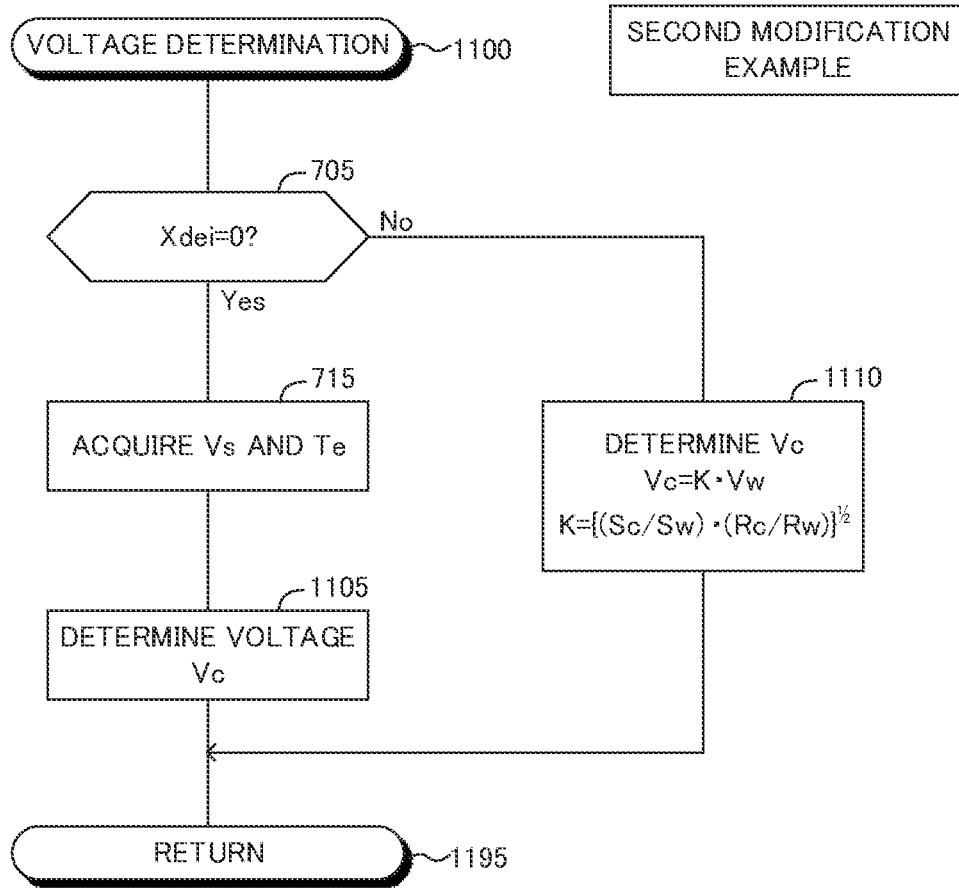 VOLTAGE DETERMINATION
1100
SECOND MODIFICATION
EXAMPLE
705
Xdei=0?
No
Yes
715
ACQUIRE Vs AND Te
1110
DETERMINE Vc
Vc=K・Vw
K={(Sc/Sw)・(Rc/Rw)}^½
1105
DETERMINE VOLTAGE
Vc
RETURN
1195